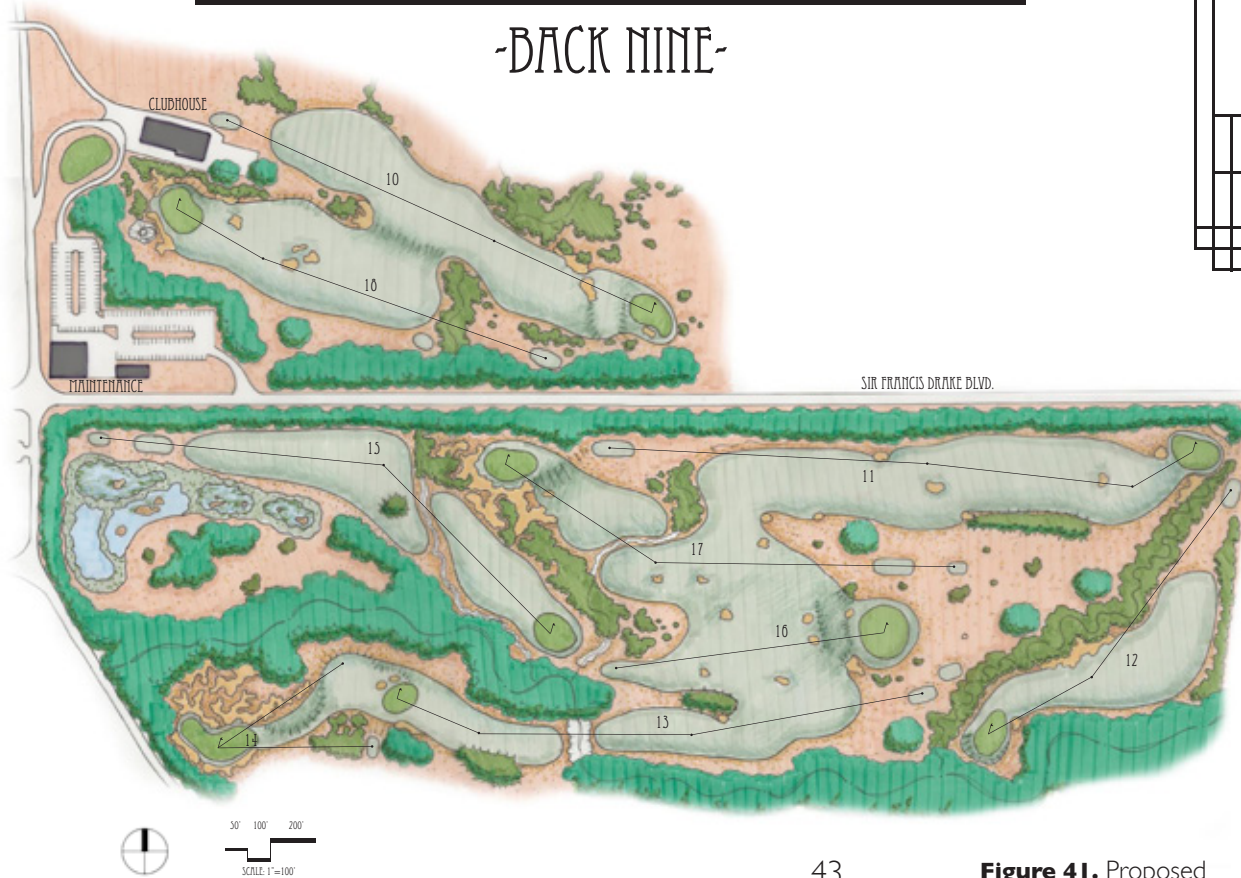 -BACK NINE-
CLUBHOUSE
10
18
MAINTENANCE
SIR FRANCIS DRAKE BLVD.
15
11
17
16
12
13
14
50' 100' 200'
SCALE: 1"=100'
43
Figure 41. Proposed